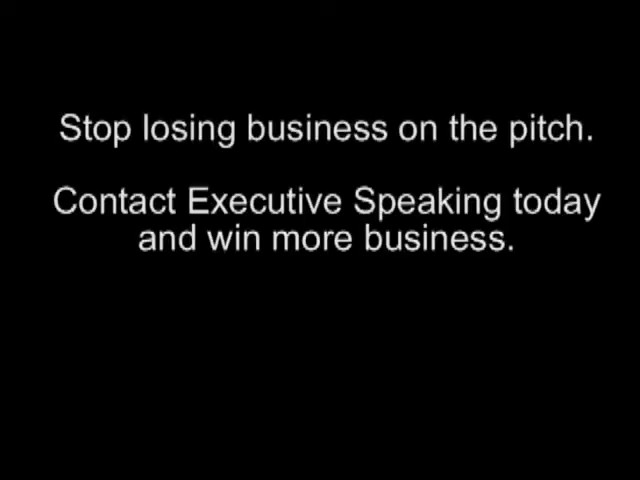 Stop losing business on the pitch.
Contact Executive Speaking today
and win more business.